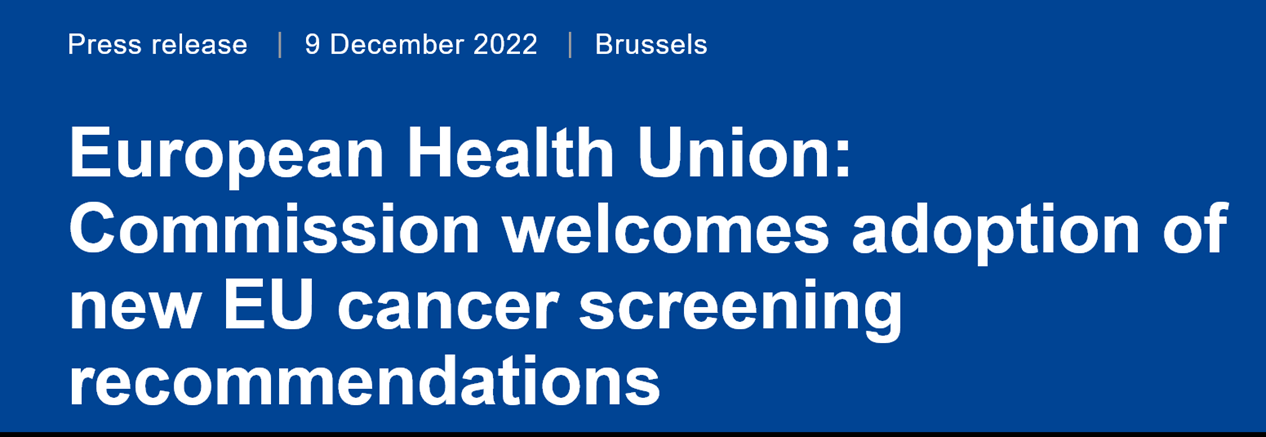 Press release | 9 December 2022 | Brussels
European Health Union:
Commission welcomes adoption of
new EU cancer screening
recommendations